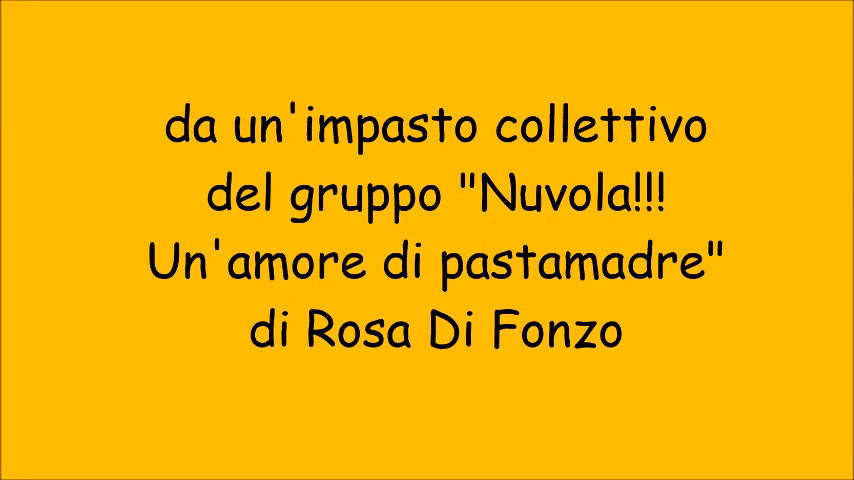 da un'impasto collettivo
del gruppo "Nuvola!!!
Un'amore di pastamadre"
di Rosa Di Fonzo